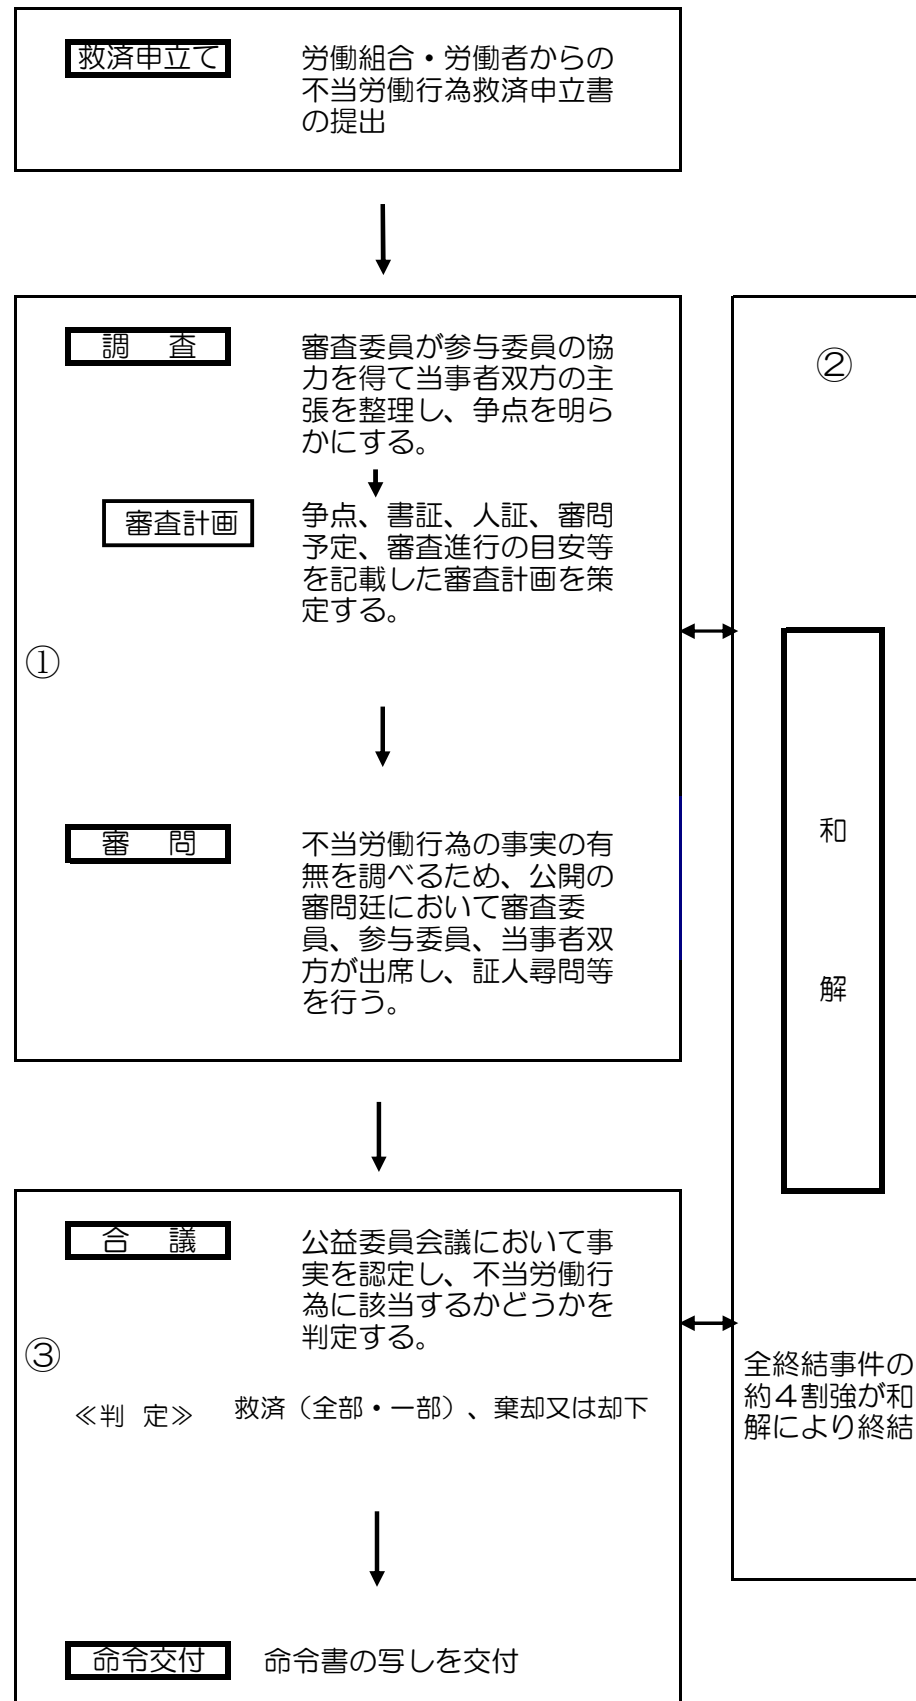 救済申立て
労働組合・労働者からの
不当労働行為救済申立書
の提出
調 査
審査委員が参与委員の協
力を得て当事者双方の主
張を整理し、争点を明ら
かにする。
審査計画
争点、書証、人証、審問
予定、審査進行の目安等
を記載した審査計画を策
定する。
①
審 問
不当労働行為の事実の有
無を調べるため、公開の
審問廷において審査委
員、参与委員、当事者双
方が出席し、証人尋問等
を行う。
②
和
解
全終結事件の
約４割強が和
解により終結
合 議
公益委員会議において事
実を認定し、不当労働行
為に該当するかどうかを
判定する。
③
≪判 定≫
救済（全部・一部）、棄却又は却下
命令交付
命令書の写しを交付